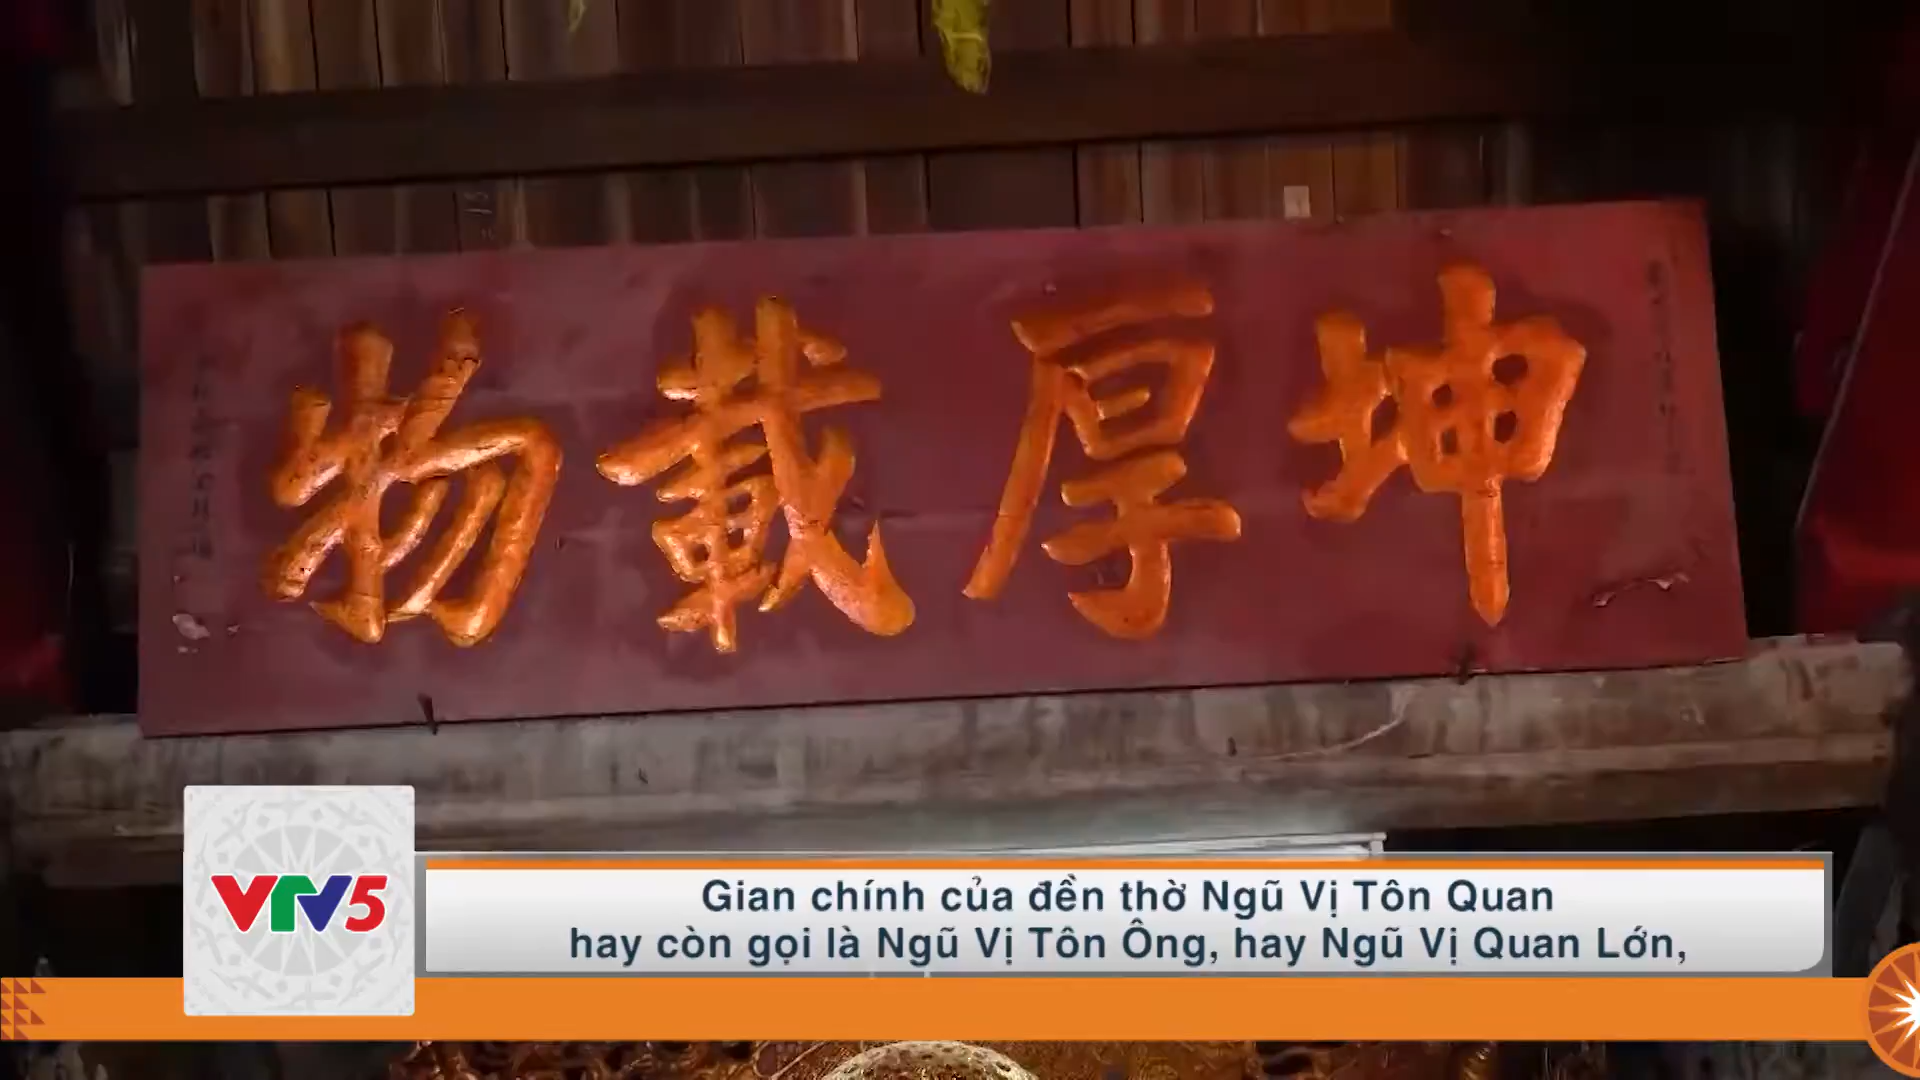 坤厚載物
VTV5
Gian chính của đền thờ Ngũ Vị Tôn Quan
hay còn gọi là Ngũ Vị Tôn Ông, hay Ngũ Vị Quan Lớn,